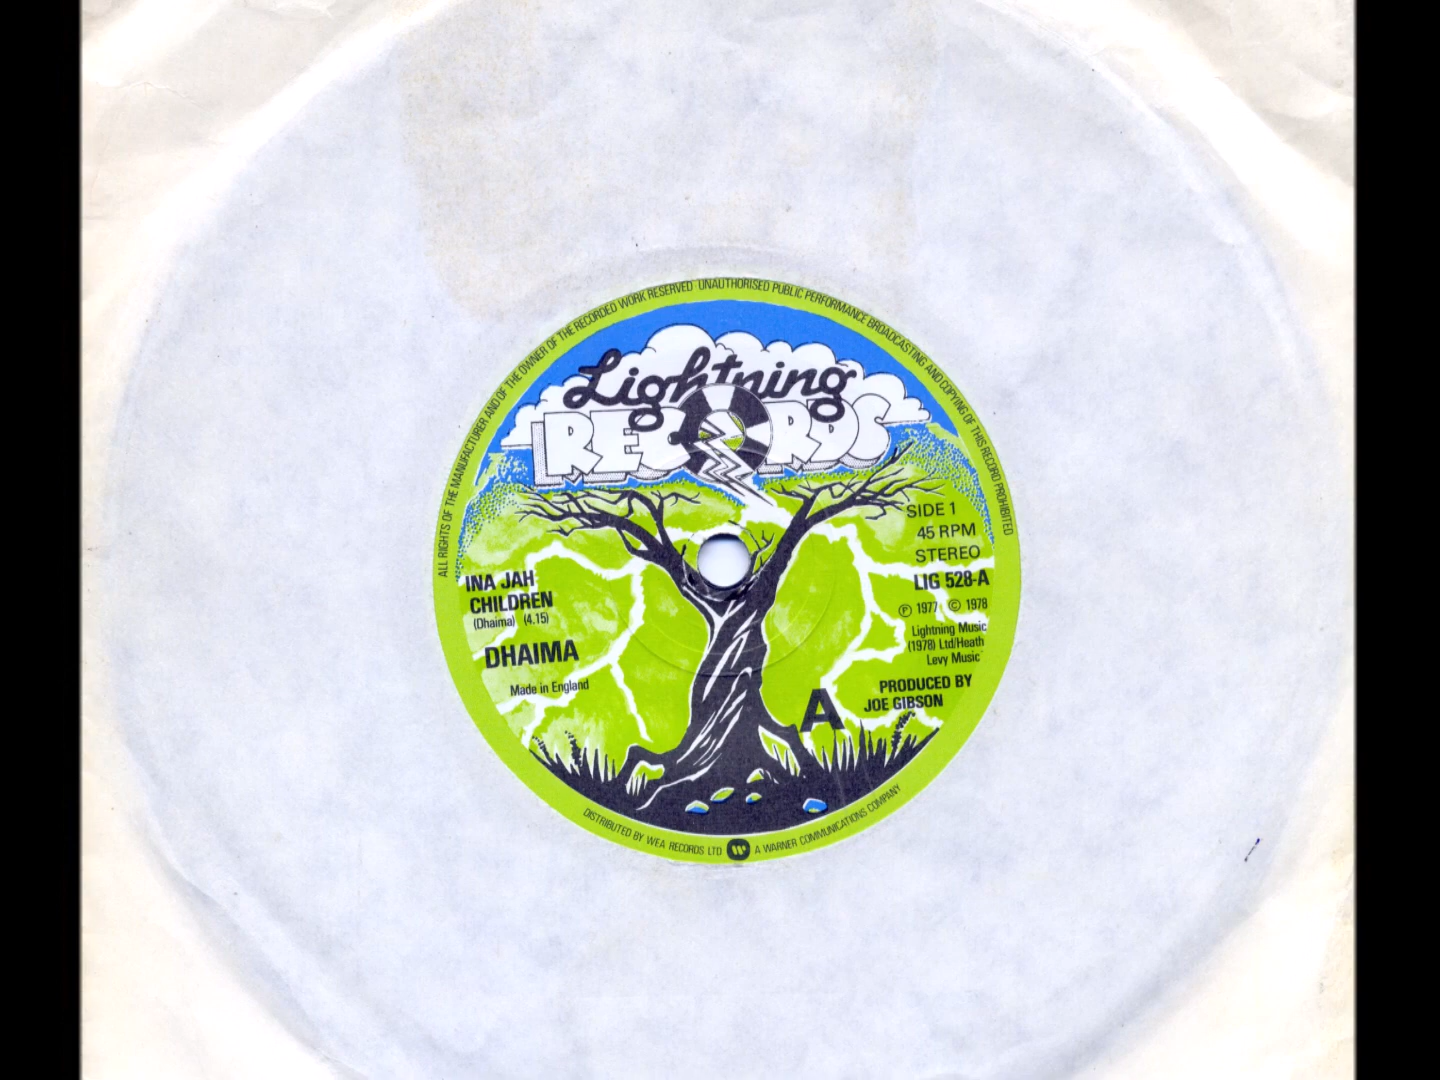 ALL RIGHTS OF THE MANUFACTURER AND OF THE OWNER OF THE RECORDED WORK RESERVED UNAUTHORISED PUBLIC PERFORMANCE BROADCASTING AND COPYING OF THIS RECORD PROHIBITED
Lightning
RECORDS
SIDE 1
45 RPM
STEREO
LIG 528-A
℗ 1977 © 1978
Lightning Music
(1978) Ltd/Heath
Levy Music
PRODUCED BY
JOE GIBSON
INA JAH
CHILDREN
(Dhaima) (4.15)
DHAIMA
Made in England
A
DISTRIBUTED BY WEA RECORDS LTD W A WARNER COMMUNICATIONS COMPANY